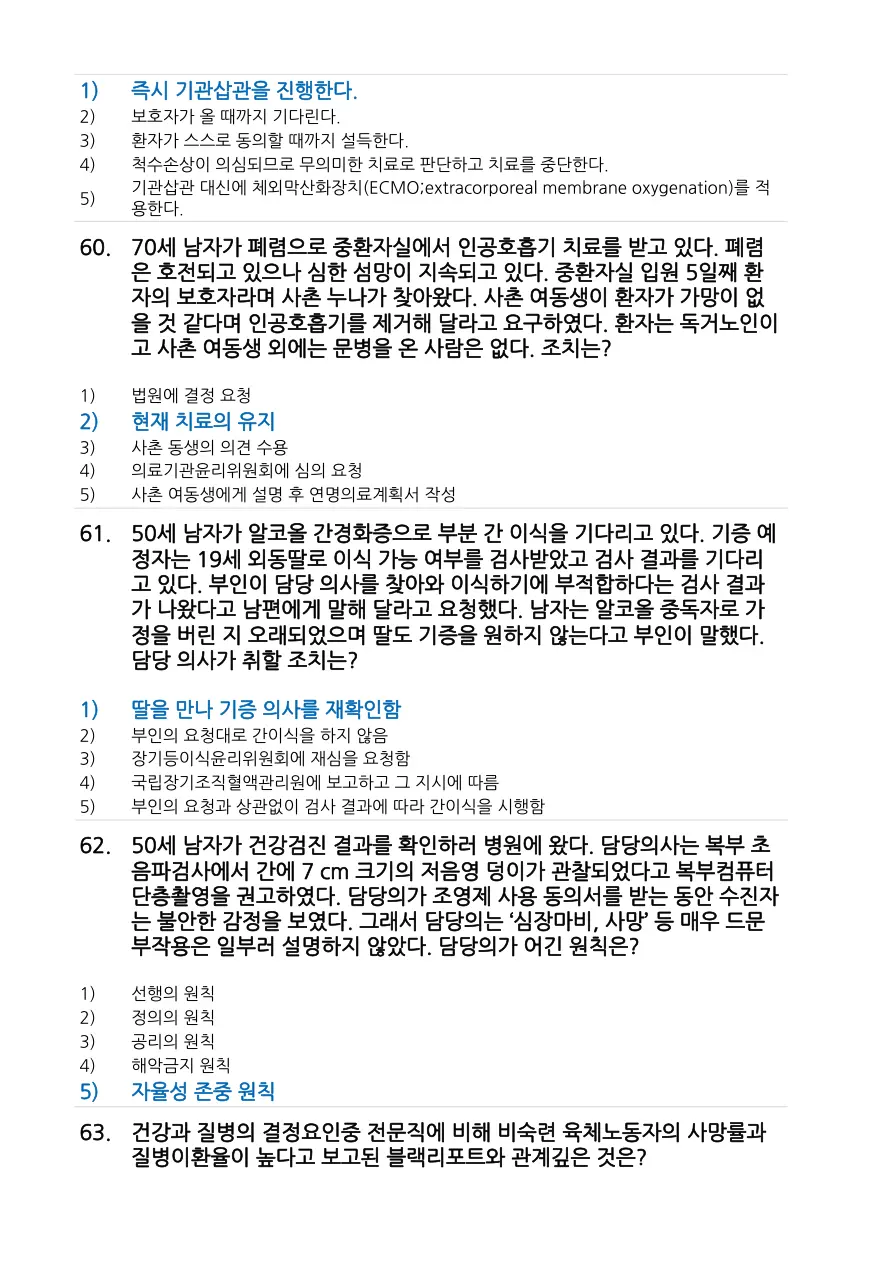 1) 즉시 기관삽관을 진행한다.
2) 보호자가 올 때까지 기다린다.
3) 환자가 스스로 동의할 때까지 설득한다.
4) 척수손상이 의심되므로 무의미한 치료로 판단하고 치료를 중단한다.
5) 기관삽관 대신에 체외막산화장치(ECMO;extracorporeal membrane oxygenation)를 적
용한다.
60. 70세 남자가 폐렴으로 중환자실에서 인공호흡기 치료를 받고 있다. 폐렴
은 호전되고 있으나 심한 섬망이 지속되고 있다. 중환자실 입원 5일째 환
자의 보호자라며 사촌 누나가 찾아왔다. 사촌 여동생이 환자가 가망이 없
을 것 같다며 인공호흡기를 제거해 달라고 요구하였다. 환자는 독거노인이
고 사촌 여동생 외에는 문병을 온 사람은 없다. 조치는?
1) 법원에 결정 요청
2) 현재 치료의 유지
3) 사촌 동생의 의견 수용
4) 의료기관윤리위원회에 심의 요청
5) 사촌 여동생에게 설명 후 연명의료계획서 작성
61. 50세 남자가 알코올 간경화증으로 부분 간 이식을 기다리고 있다. 기증 예
정자는 19세 외동딸로 이식 가능 여부를 검사받았고 검사 결과를 기다리
고 있다. 부인이 담당 의사를 찾아와 이식하기에 부적합하다는 검사 결과
가 나왔다고 남편에게 말해 달라고 요청했다. 남자는 알코올 중독자로 가
정을 버린 지 오래되었으며 딸도 기증을 원하지 않는다고 부인이 말했다.
담당 의사가 취할 조치는?
1) 딸을 만나 기증 의사를 재확인함
2) 부인의 요청대로 간이식을 하지 않음
3) 장기등이식윤리위원회에 재심을 요청함
4) 국립장기조직혈액관리원에 보고하고 그 지시에 따름
5) 부인의 요청과 상관없이 검사 결과에 따라 간이식을 시행함
62. 50세 남자가 건강검진 결과를 확인하러 병원에 왔다. 담당의사는 복부 초
음파검사에서 간에 7 cm 크기의 저음영 덩이가 관찰되었다고 복부컴퓨터
단층촬영을 권고하였다. 담당의가 조영제 사용 동의서를 받는 동안 수진자
는 불안한 감정을 보였다. 그래서 담당의는 ‘심장마비, 사망’ 등 매우 드문
부작용은 일부러 설명하지 않았다. 담당의가 어긴 원칙은?
1) 선행의 원칙
2) 정의의 원칙
3) 공리의 원칙
4) 해악금지 원칙
5) 자율성 존중 원칙
63. 건강과 질병의 결정요인중 전문직에 비해 비숙련 육체노동자의 사망률과
질병이환율이 높다고 보고된 블랙리포트와 관계깊은 것은?